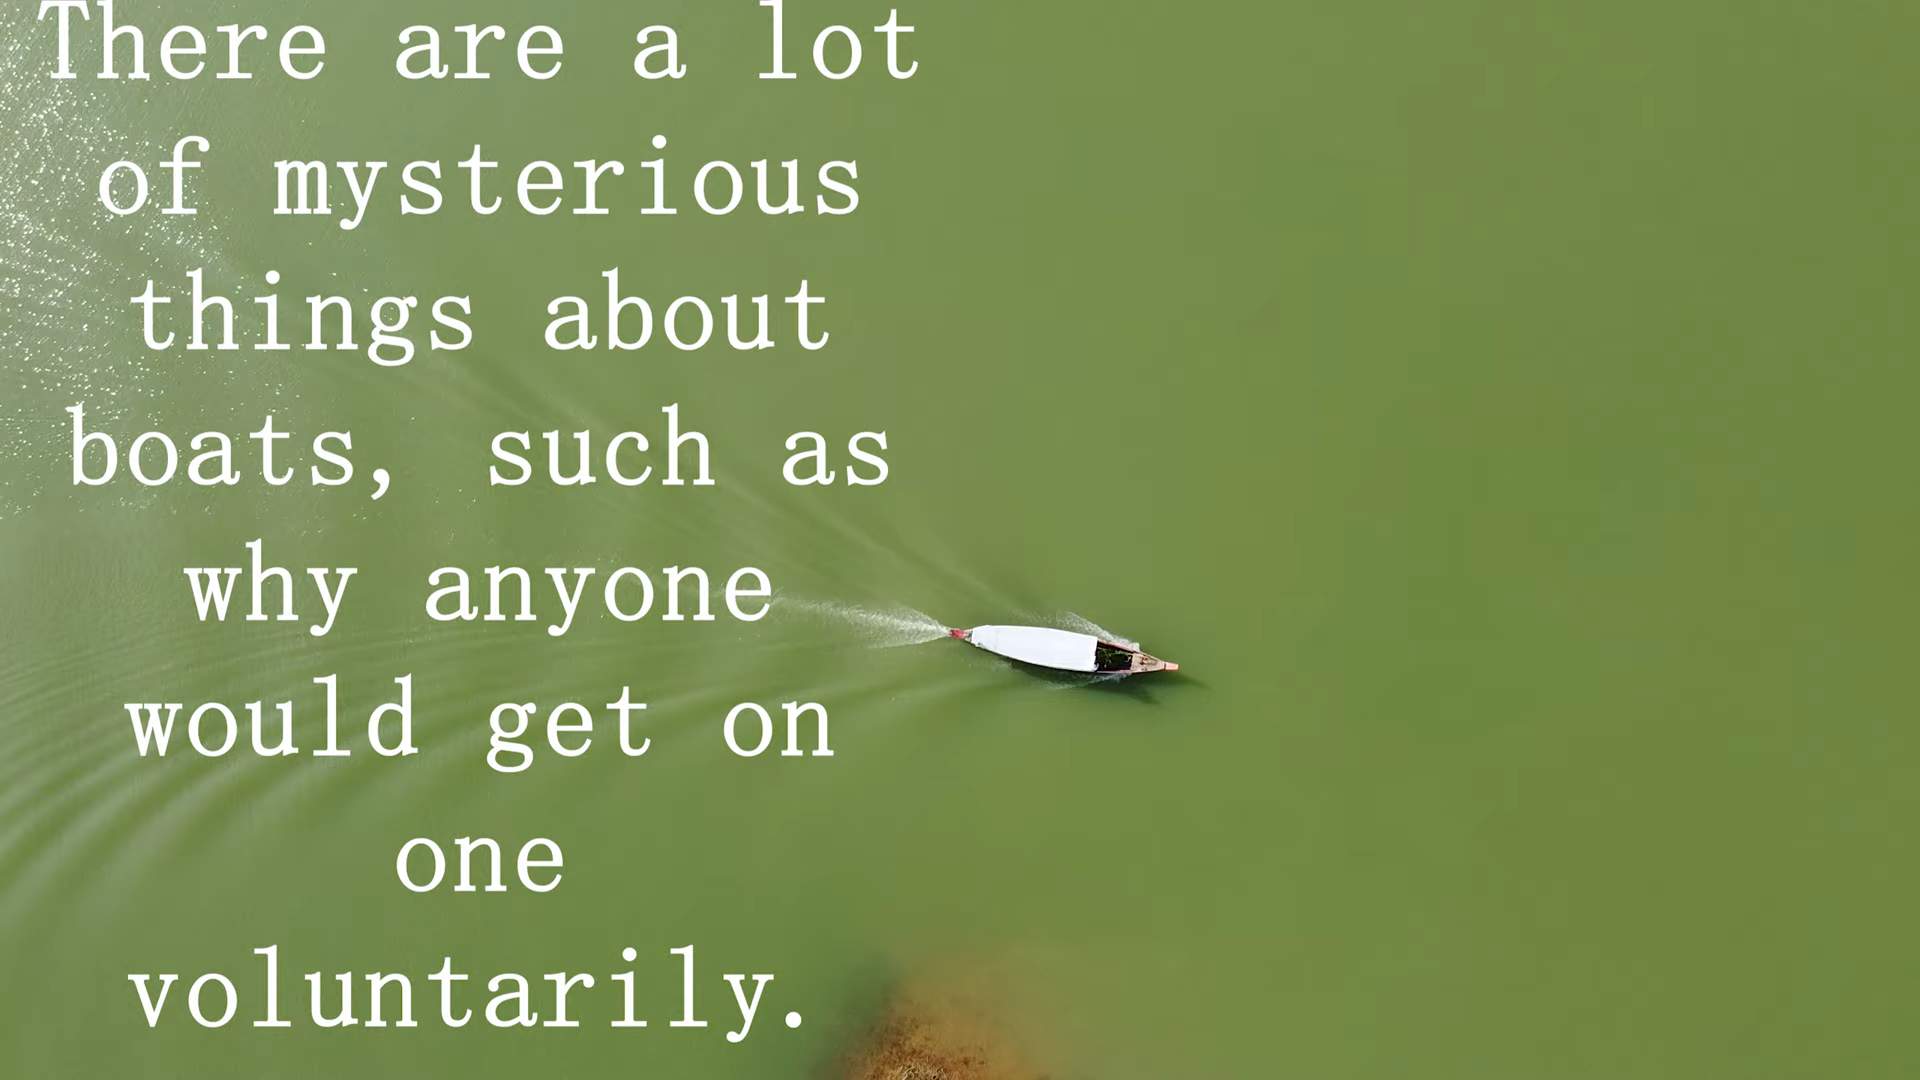 There are a lot
of mysterious
things about
boats, such as
why anyone
would get on
one
voluntarily.